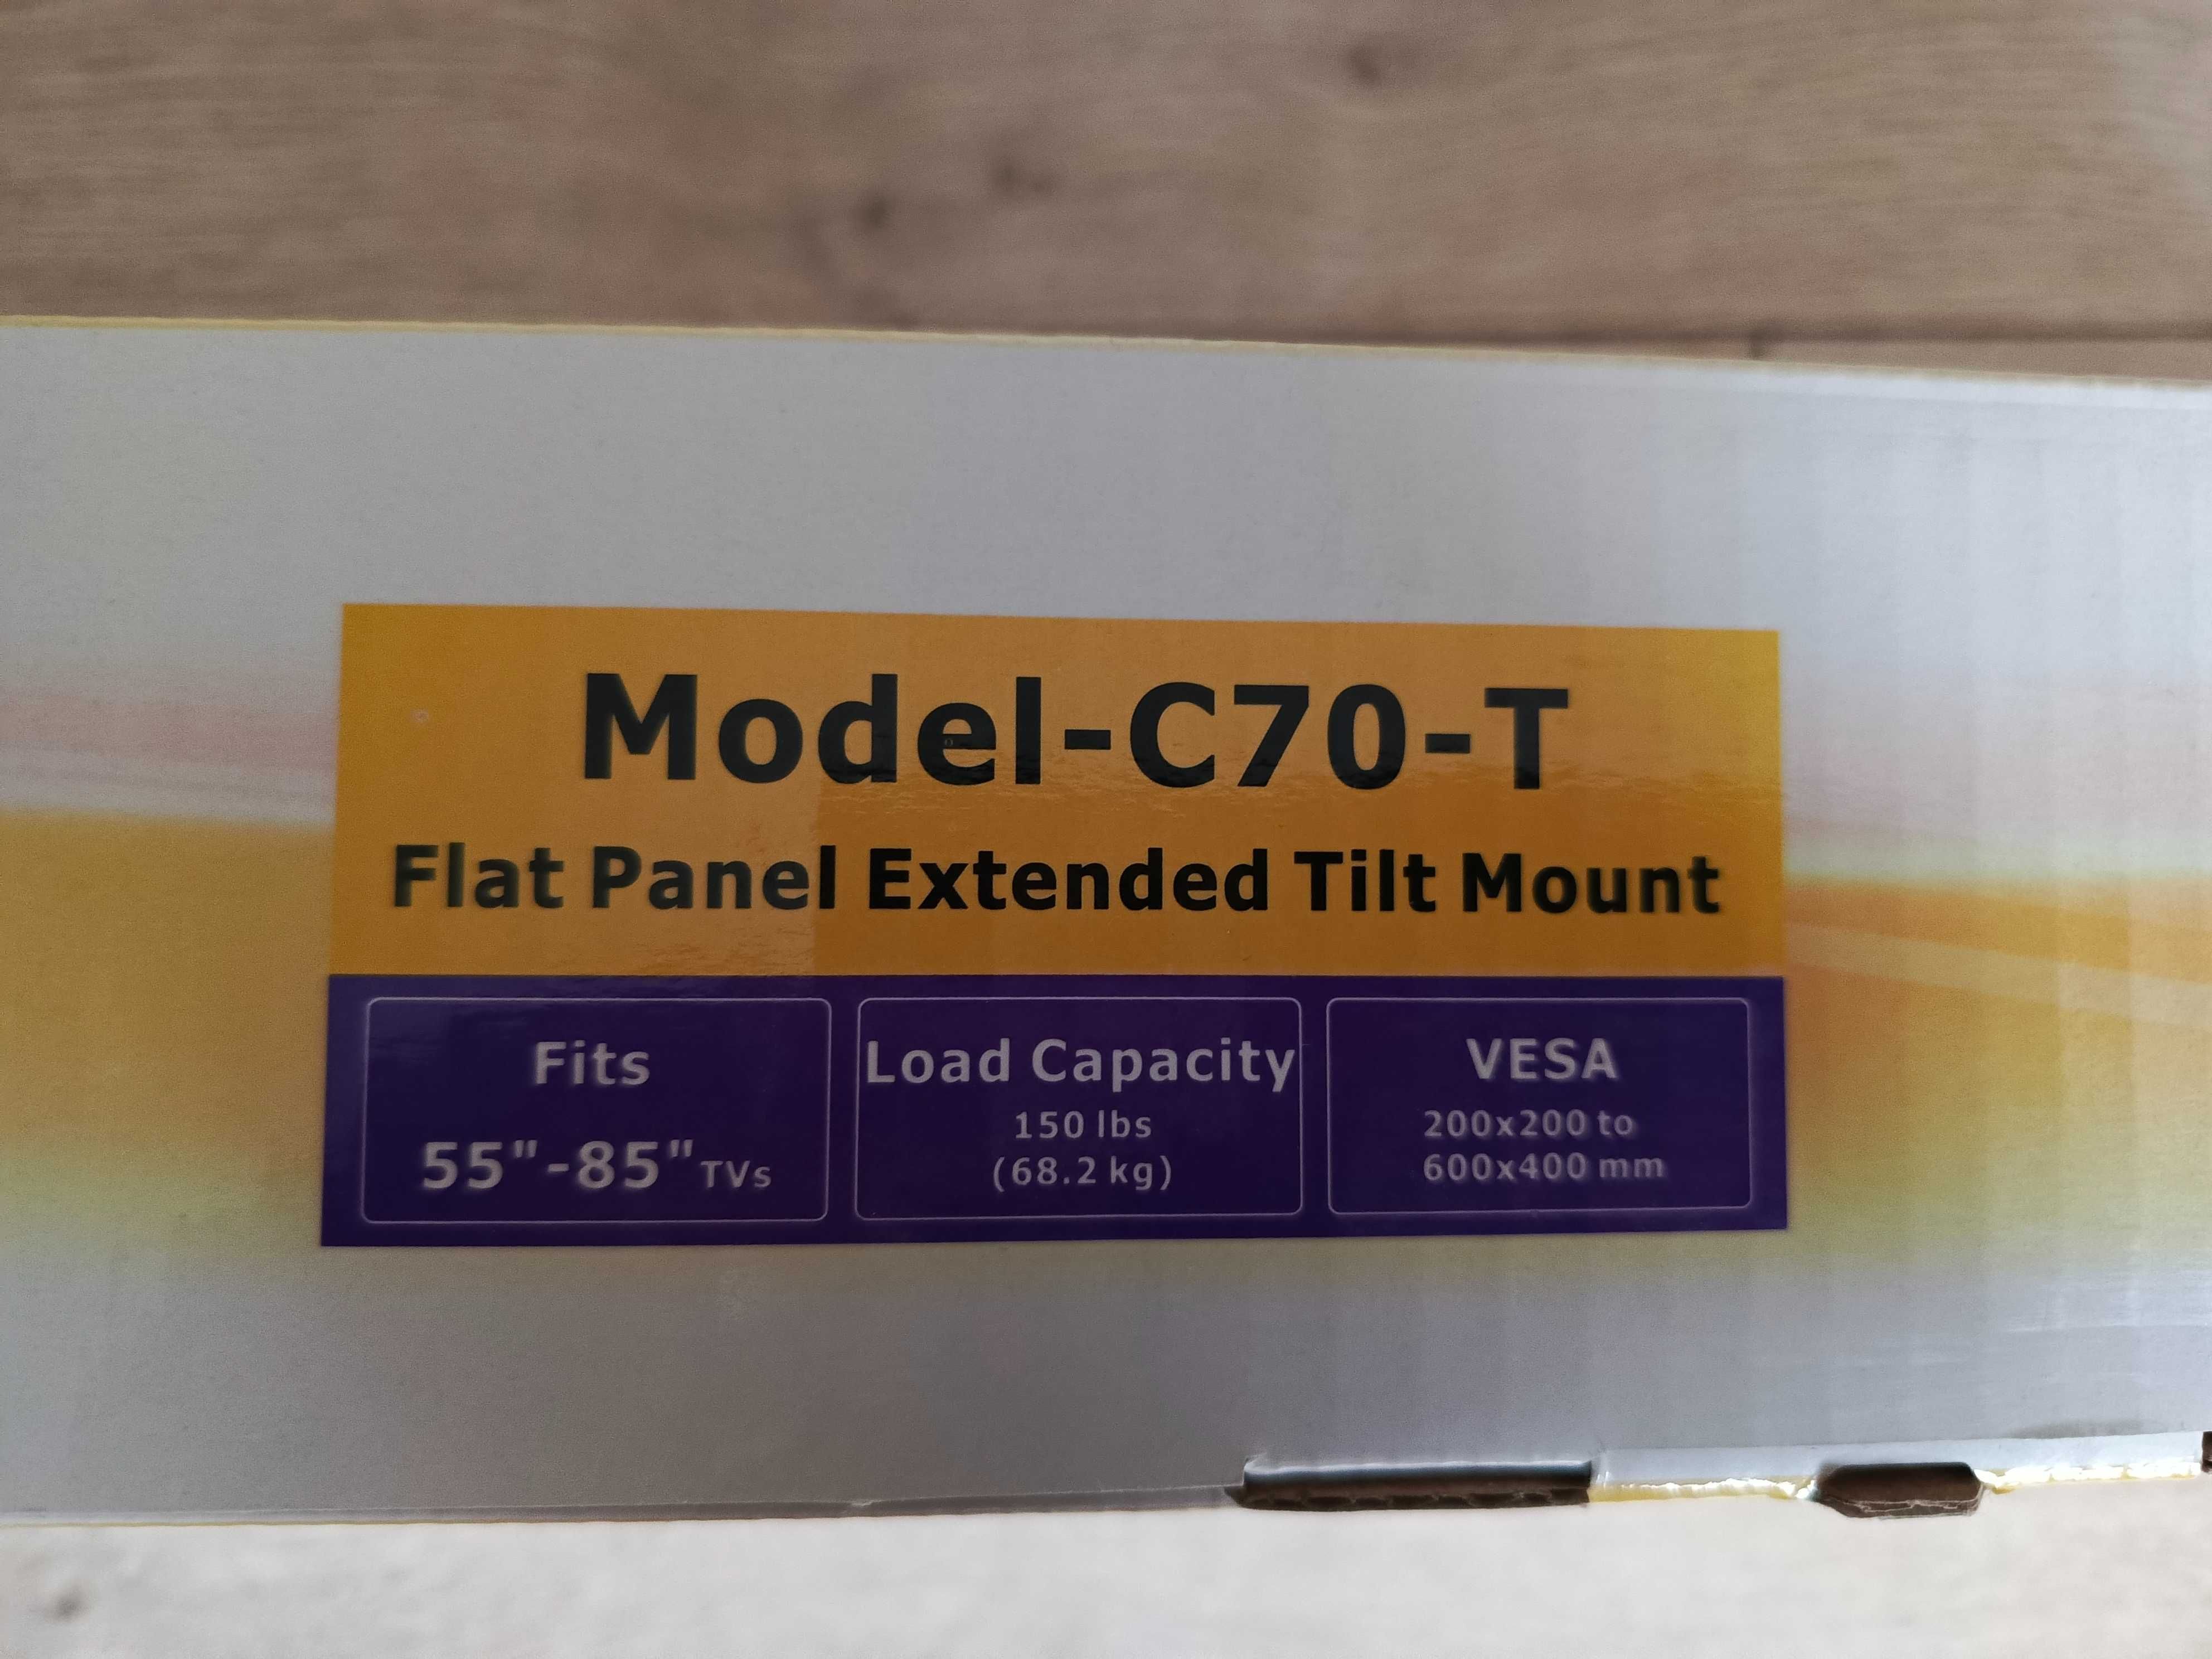 Model-C70-T
Flat Panel Extended Tilt Mount
Fits
55"-85" TVs
Load Capacity
150 lbs
(68.2 kg)
VESA
200x200 to
600x400 mm